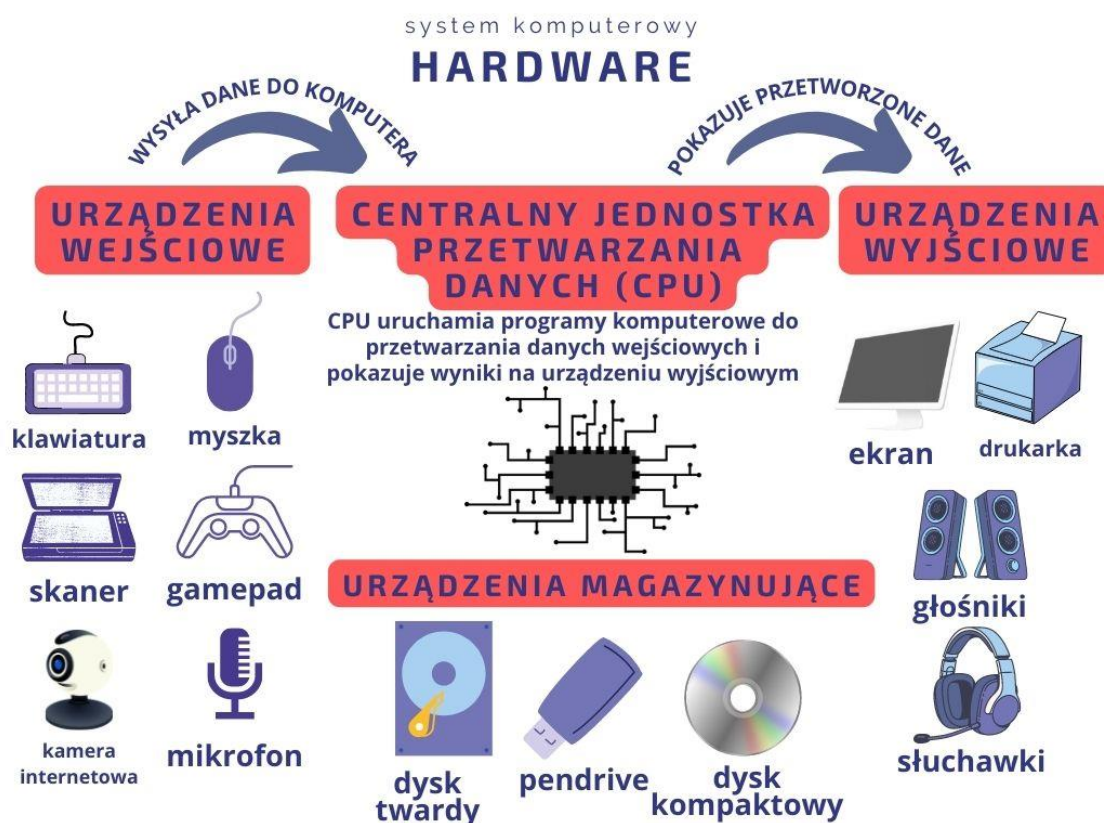 system komputerowy
HARDWARE
WYSYŁA DANE DO KOMPUTERA
POKAZUJE PRZETWORZONE DANE
URZĄDZENIA
WEJŚCIOWE
CENTRALNY JEDNOSTKA
PRZETWARZANIA
DANYCH (CPU)
URZĄDZENIA
WYJŚCIOWE
CPU uruchamia programy komputerowe do
przetwarzania danych wejściowych i
pokazuje wyniki na urządzeniu wyjściowym
klawiatura
myszka
skaner
gamepad
kamera
internetowa
mikrofon
URZĄDZENIA MAGAZYNUJĄCE
dysk
twardy
pendrive
dysk
kompaktowy
ekran
drukarka
głośniki
słuchawki